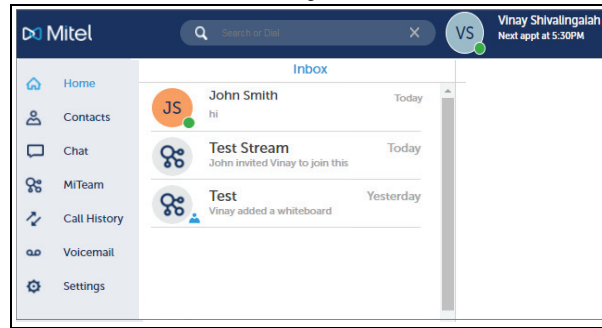 Mitel
Search or Dial
VS
Vinay Shivalingaiah
Next appt at 5:30PM
Home
Contacts
Chat
MiTeam
Call History
Voicemail
Settings
Inbox
JS
John Smith
Today
hi
Test Stream
Today
John invited Vinay to join this
Test
Yesterday
Vinay added a whiteboard